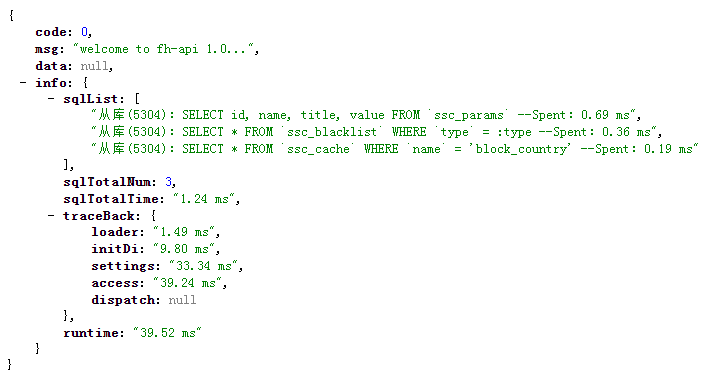 {
code: 0,
msg: "welcome to fh-api 1.0...",
data: null,
- info: {
- sqlList: [
"从库(5304): SELECT id, name, title, value FROM `ssc_params` --Spent: 0.69 ms",
"从库(5304): SELECT * FROM `ssc_blacklist` WHERE `type` = :type --Spent: 0.36 ms",
"从库(5304): SELECT * FROM `ssc_cache` WHERE `name` = 'block_country' --Spent: 0.19 ms"
],
sqlTotalNum: 3,
sqlTotalTime: "1.24 ms",
- traceBack: {
loader: "1.49 ms",
initDi: "9.80 ms",
settings: "33.34 ms",
access: "39.24 ms",
dispatch: null
},
runtime: "39.52 ms"
}
}